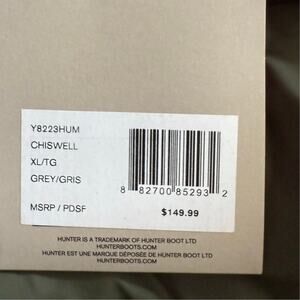 Y8223HUM
CHISWELL
XL/TG
GREY/GRIS
8 82700 85293 2
MSRP / PDSF $149.99
HUNTER IS A TRADEMARK OF HUNTER BOOT LTD
HUNTERBOOTS.COM
HUNTER EST UNE MARQUE DÉPOSÉE DE HUNTER BOOT LTD
HUNTERBOOTS.COM